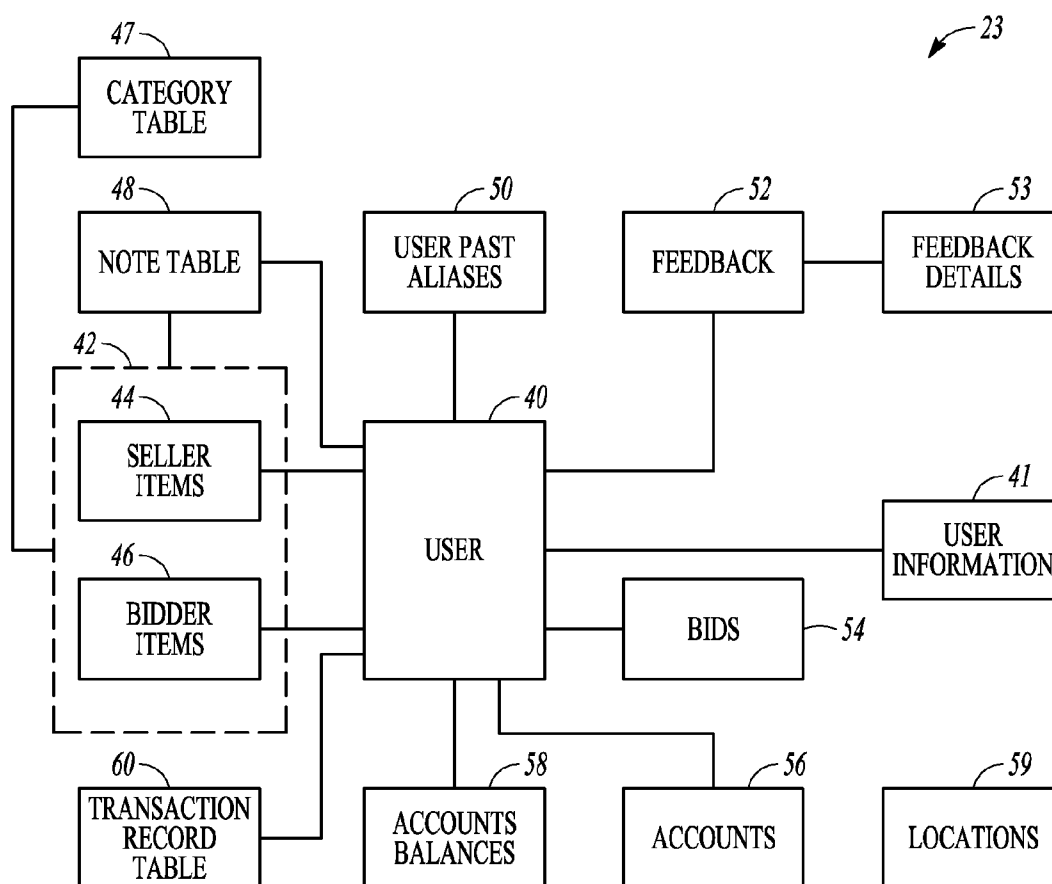 23
47
CATEGORY
TABLE
48
NOTE TABLE
50
USER PAST
ALIASES
52
FEEDBACK
53
FEEDBACK
DETAILS
42
44
SELLER
ITEMS
40
USER
41
USER
INFORMATION
46
BIDDER
ITEMS
BIDS
54
60
TRANSACTION
RECORD
TABLE
58
ACCOUNTS
BALANCES
56
ACCOUNTS
59
LOCATIONS